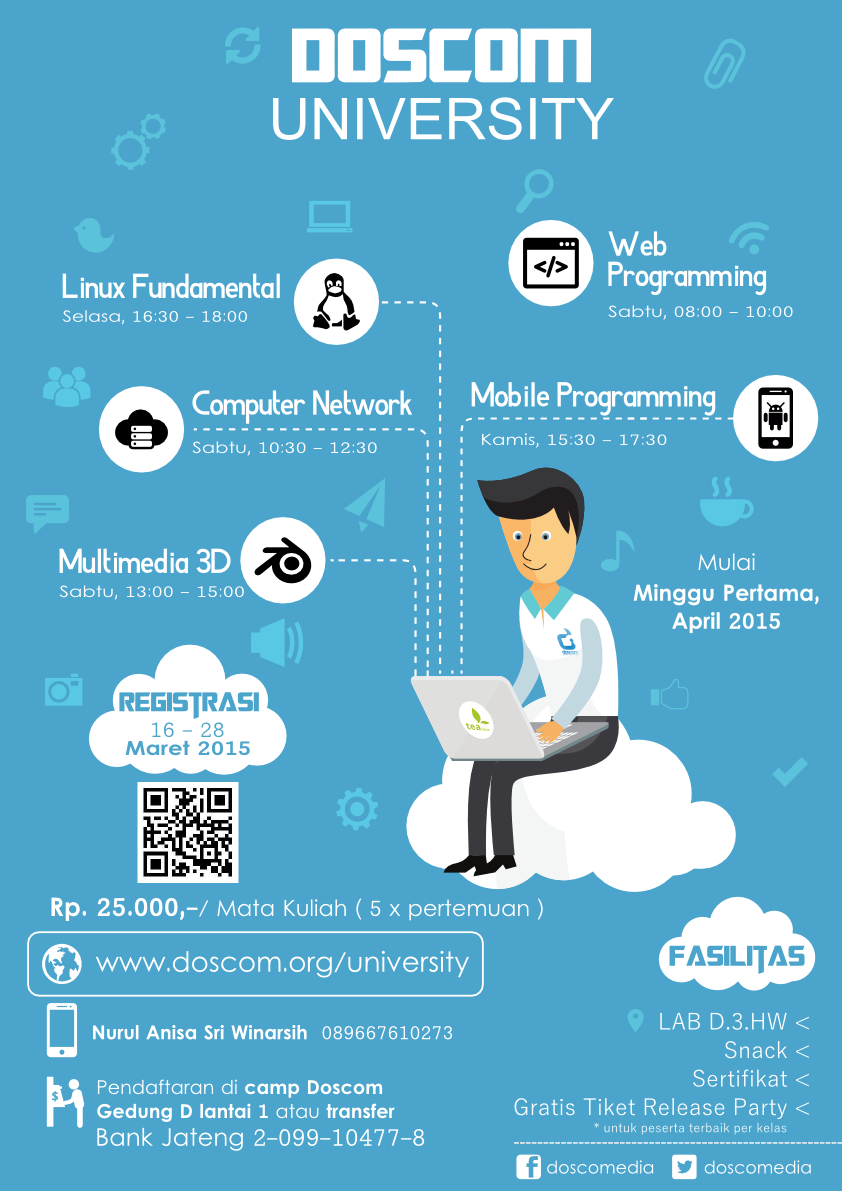 DOSCOM
UNIVERSITY
Linux Fundamental
Selasa, 16:30 – 18:00
Web
Programming
Sabtu, 08:00 – 10:00
Computer Network
Sabtu, 10:30 – 12:30
Mobile Programming
Kamis, 15:30 – 17:30
</>
Multimedia 3D
Sabtu, 13:00 – 15:00
Mulai
Minggu Pertama,
April 2015
REGISTRASI
16 – 28
Maret 2015
doscom
tea
Rp. 25.000,-/ Mata Kuliah ( 5 x pertemuan )
www.doscom.org/university
Nurul Anisa Sri Winarsih 089667610273
$
Pendaftaran di camp Doscom
Gedung D lantai 1 atau transfer
Bank Jateng 2-099-10477-8
FASILITAS
LAB D.3.HW <
Snack <
Sertifikat <
Gratis Tiket Release Party <
* untuk peserta terbaik per kelas
doscomedia
doscomedia